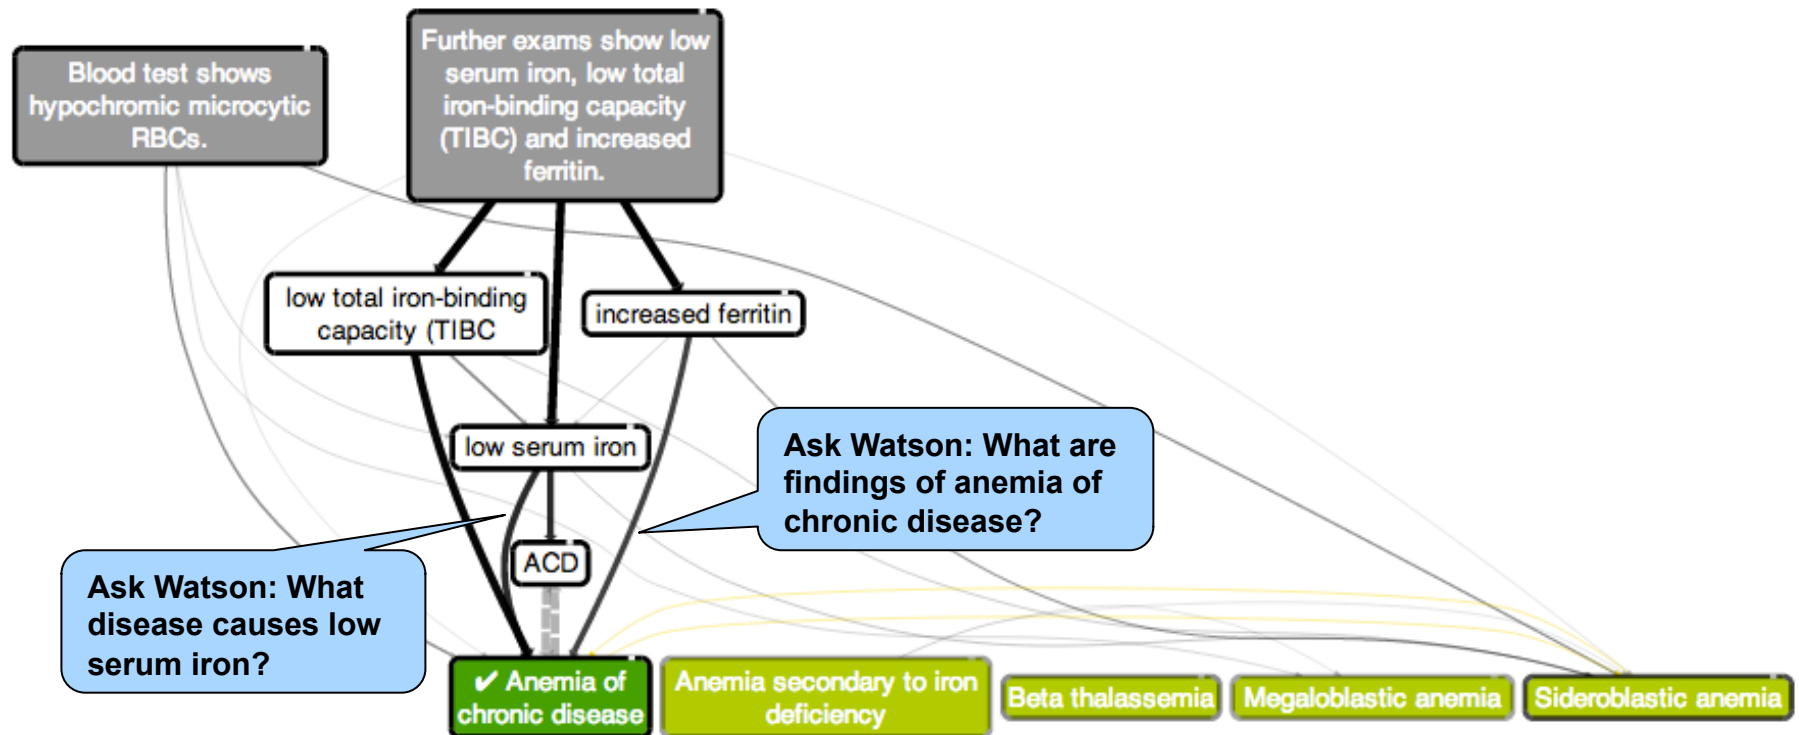 Blood test shows
hypochromic microcytic
RBCs.
Further exams show low
serum iron, low total
iron-binding capacity
(TIBC) and increased
ferritin.
low total iron-binding
capacity (TIBC
increased ferritin
low serum iron
Ask Watson: What are
findings of anemia of
chronic disease?
ACD
Ask Watson: What
disease causes low
serum iron?
✔ Anemia of
chronic disease
Anemia secondary to iron
deficiency
Beta thalassemia
Megaloblastic anemia
Sideroblastic anemia